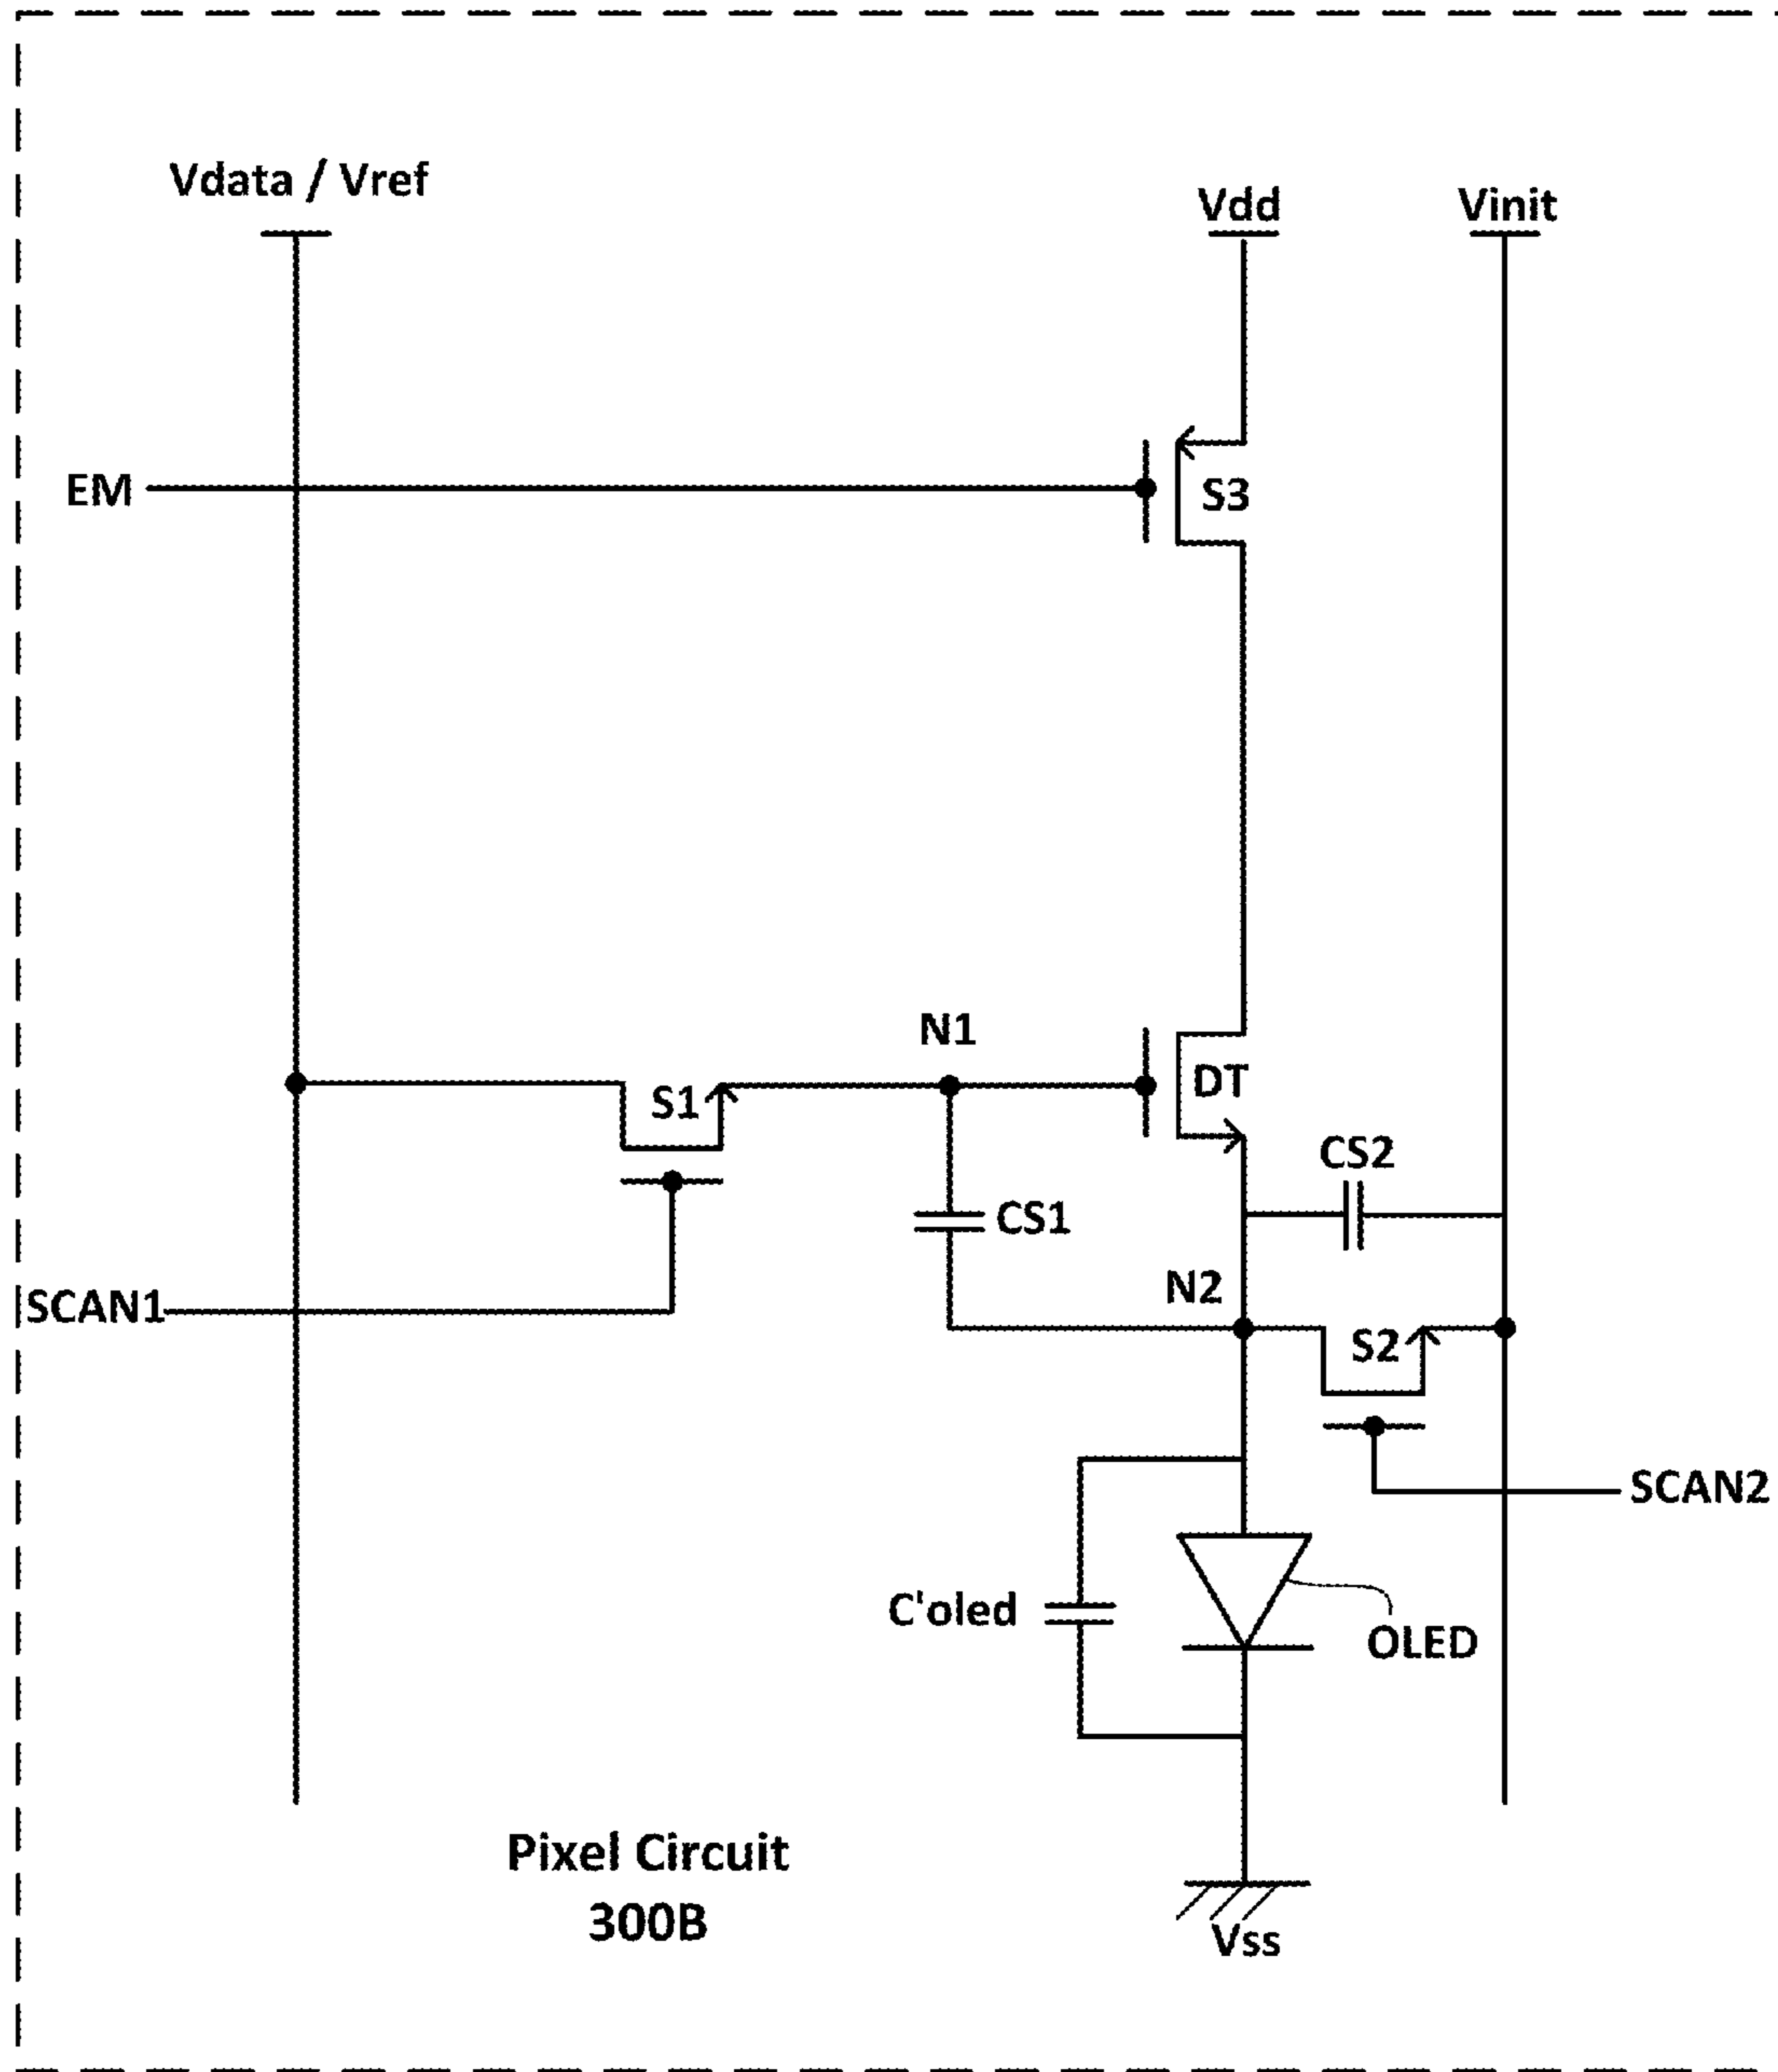 Vdata / Vref
Vdd
Vinit
EM
S3
N1
S1
DT
CS2
CS1
N2
SCAN1
S2
SCAN2
C'oled
OLED
Pixel Circuit
300B
Vss